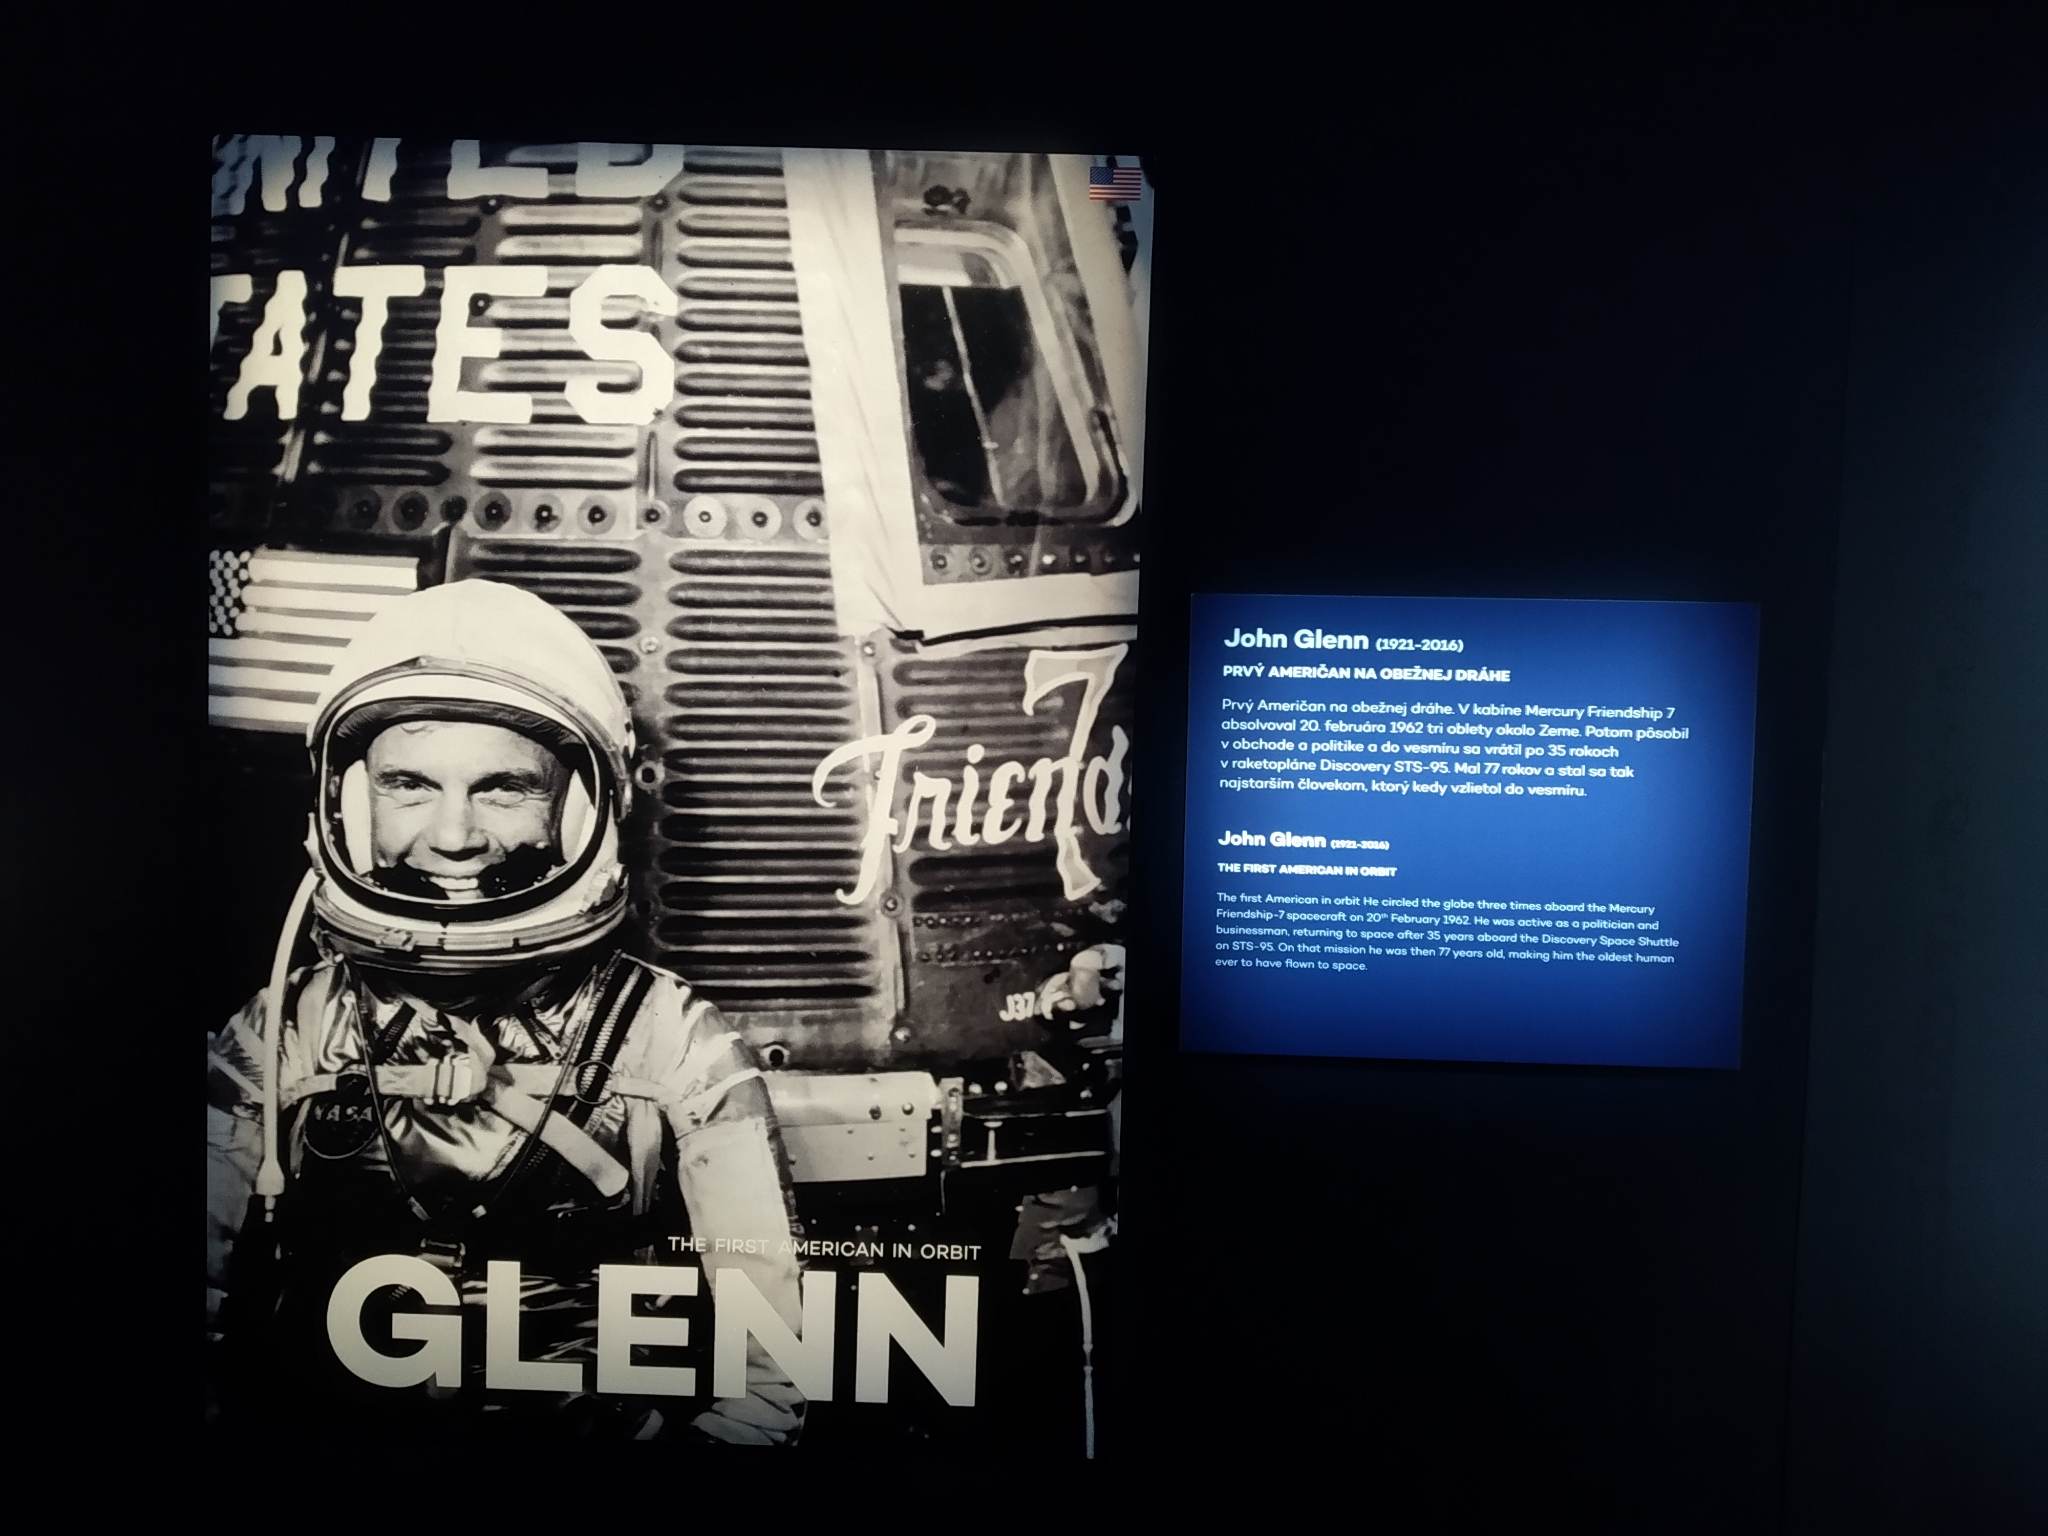 NITED
TATES
7
Friend
J37
NASA
THE FIRST AMERICAN IN ORBIT
GLENN
John Glenn (1921-2016)
PRVÝ AMERIČAN NA OBEŽNEJ DRÁHE
Prvý Američan na obežnej dráhe. V kabíne Mercury Friendship 7
absolvoval 20. februára 1962 tri oblety okolo Zeme. Potom pôsobil
v obchode a politike a do vesmíru sa vrátil po 35 rokoch
v raketopláne Discovery STS-95. Mal 77 rokov a stal sa tak
najstarším človekom, ktorý kedy vzlietol do vesmíru.
John Glenn (1921-2016)
THE FIRST AMERICAN IN ORBIT
The first American in orbit He circled the globe three times aboard the Mercury
Friendship-7 spacecraft on 20th February 1962. He was active as a politician and
businessman, returning to space after 35 years aboard the Discovery Space Shuttle
on STS-95. On that mission he was then 77 years old, making him the oldest human
ever to have flown to space.